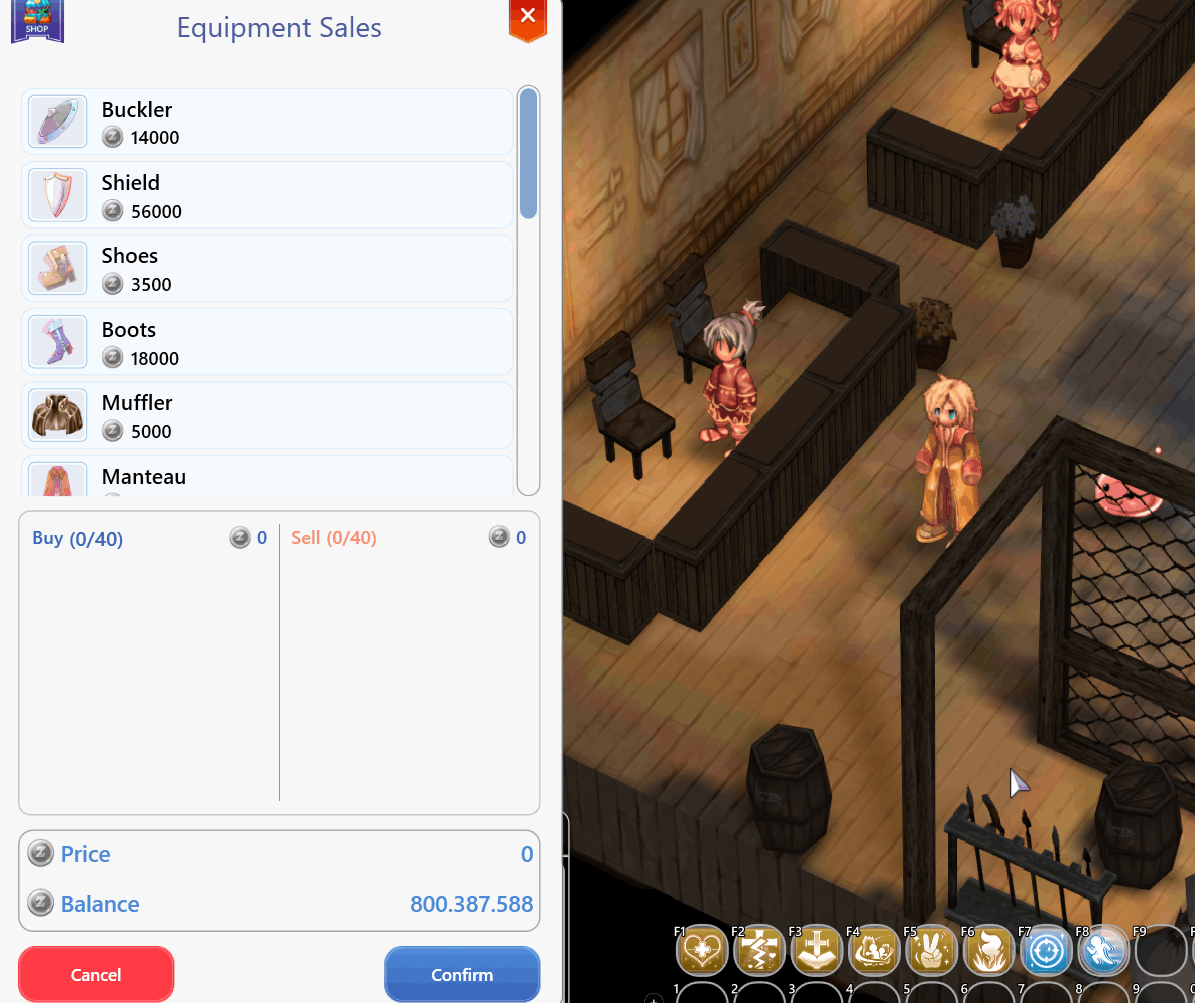 SHOP
Equipment Sales
Buckler
14000
Shield
56000
Shoes
3500
Boots
18000
Muffler
5000
Manteau
Buy (0/40) 0 Sell (0/40) 0
Price 0
Balance 800.387.588
Cancel Confirm
F1 F2 F3 F4 F5 F6 F7 F8 F9
1 2 3 4 5 6 7 8 9